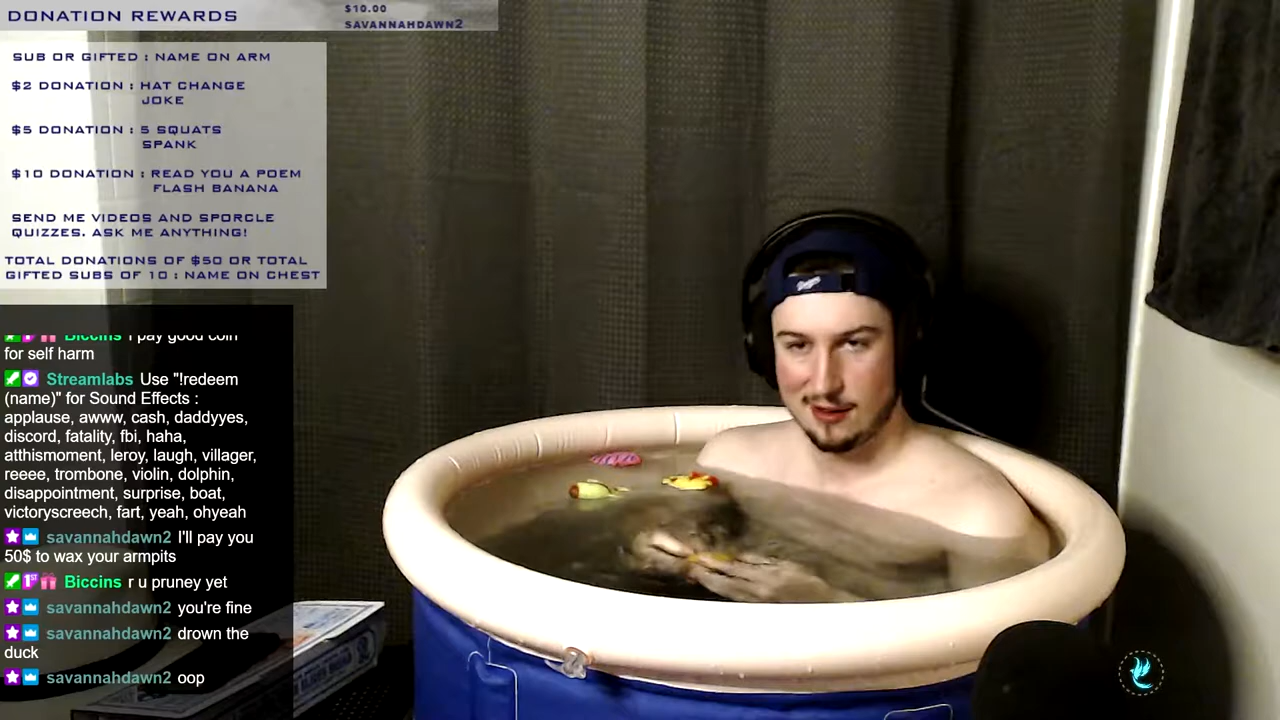 DONATION REWARDS
$10.00
SAVANNAHDAWN2
SUB OR GIFTED : NAME ON ARM
$2 DONATION : HAT CHANGE
JOKE
$5 DONATION : 5 SQUATS
SPANK
$10 DONATION : READ YOU A POEM
FLASH BANANA
SEND ME VIDEOS AND SPORCLE
QUIZZES. ASK ME ANYTHING!
TOTAL DONATIONS OF $50 OR TOTAL
GIFTED SUBS OF 10 : NAME ON CHEST
Biccins i pay good coin
for self harm
Streamlabs Use "!redeem
(name)" for Sound Effects :
applause, awww, cash, daddyyes,
discord, fatality, fbi, haha,
atthismoment, leroy, laugh, villager,
reeee, trombone, violin, dolphin,
disappointment, surprise, boat,
victoryscreech, fart, yeah, ohyeah
savannahdawn2 I'll pay you
50$ to wax your armpits
Biccins r u pruney yet
savannahdawn2 you're fine
savannahdawn2 drown the
duck
savannahdawn2 oop
Dodgers